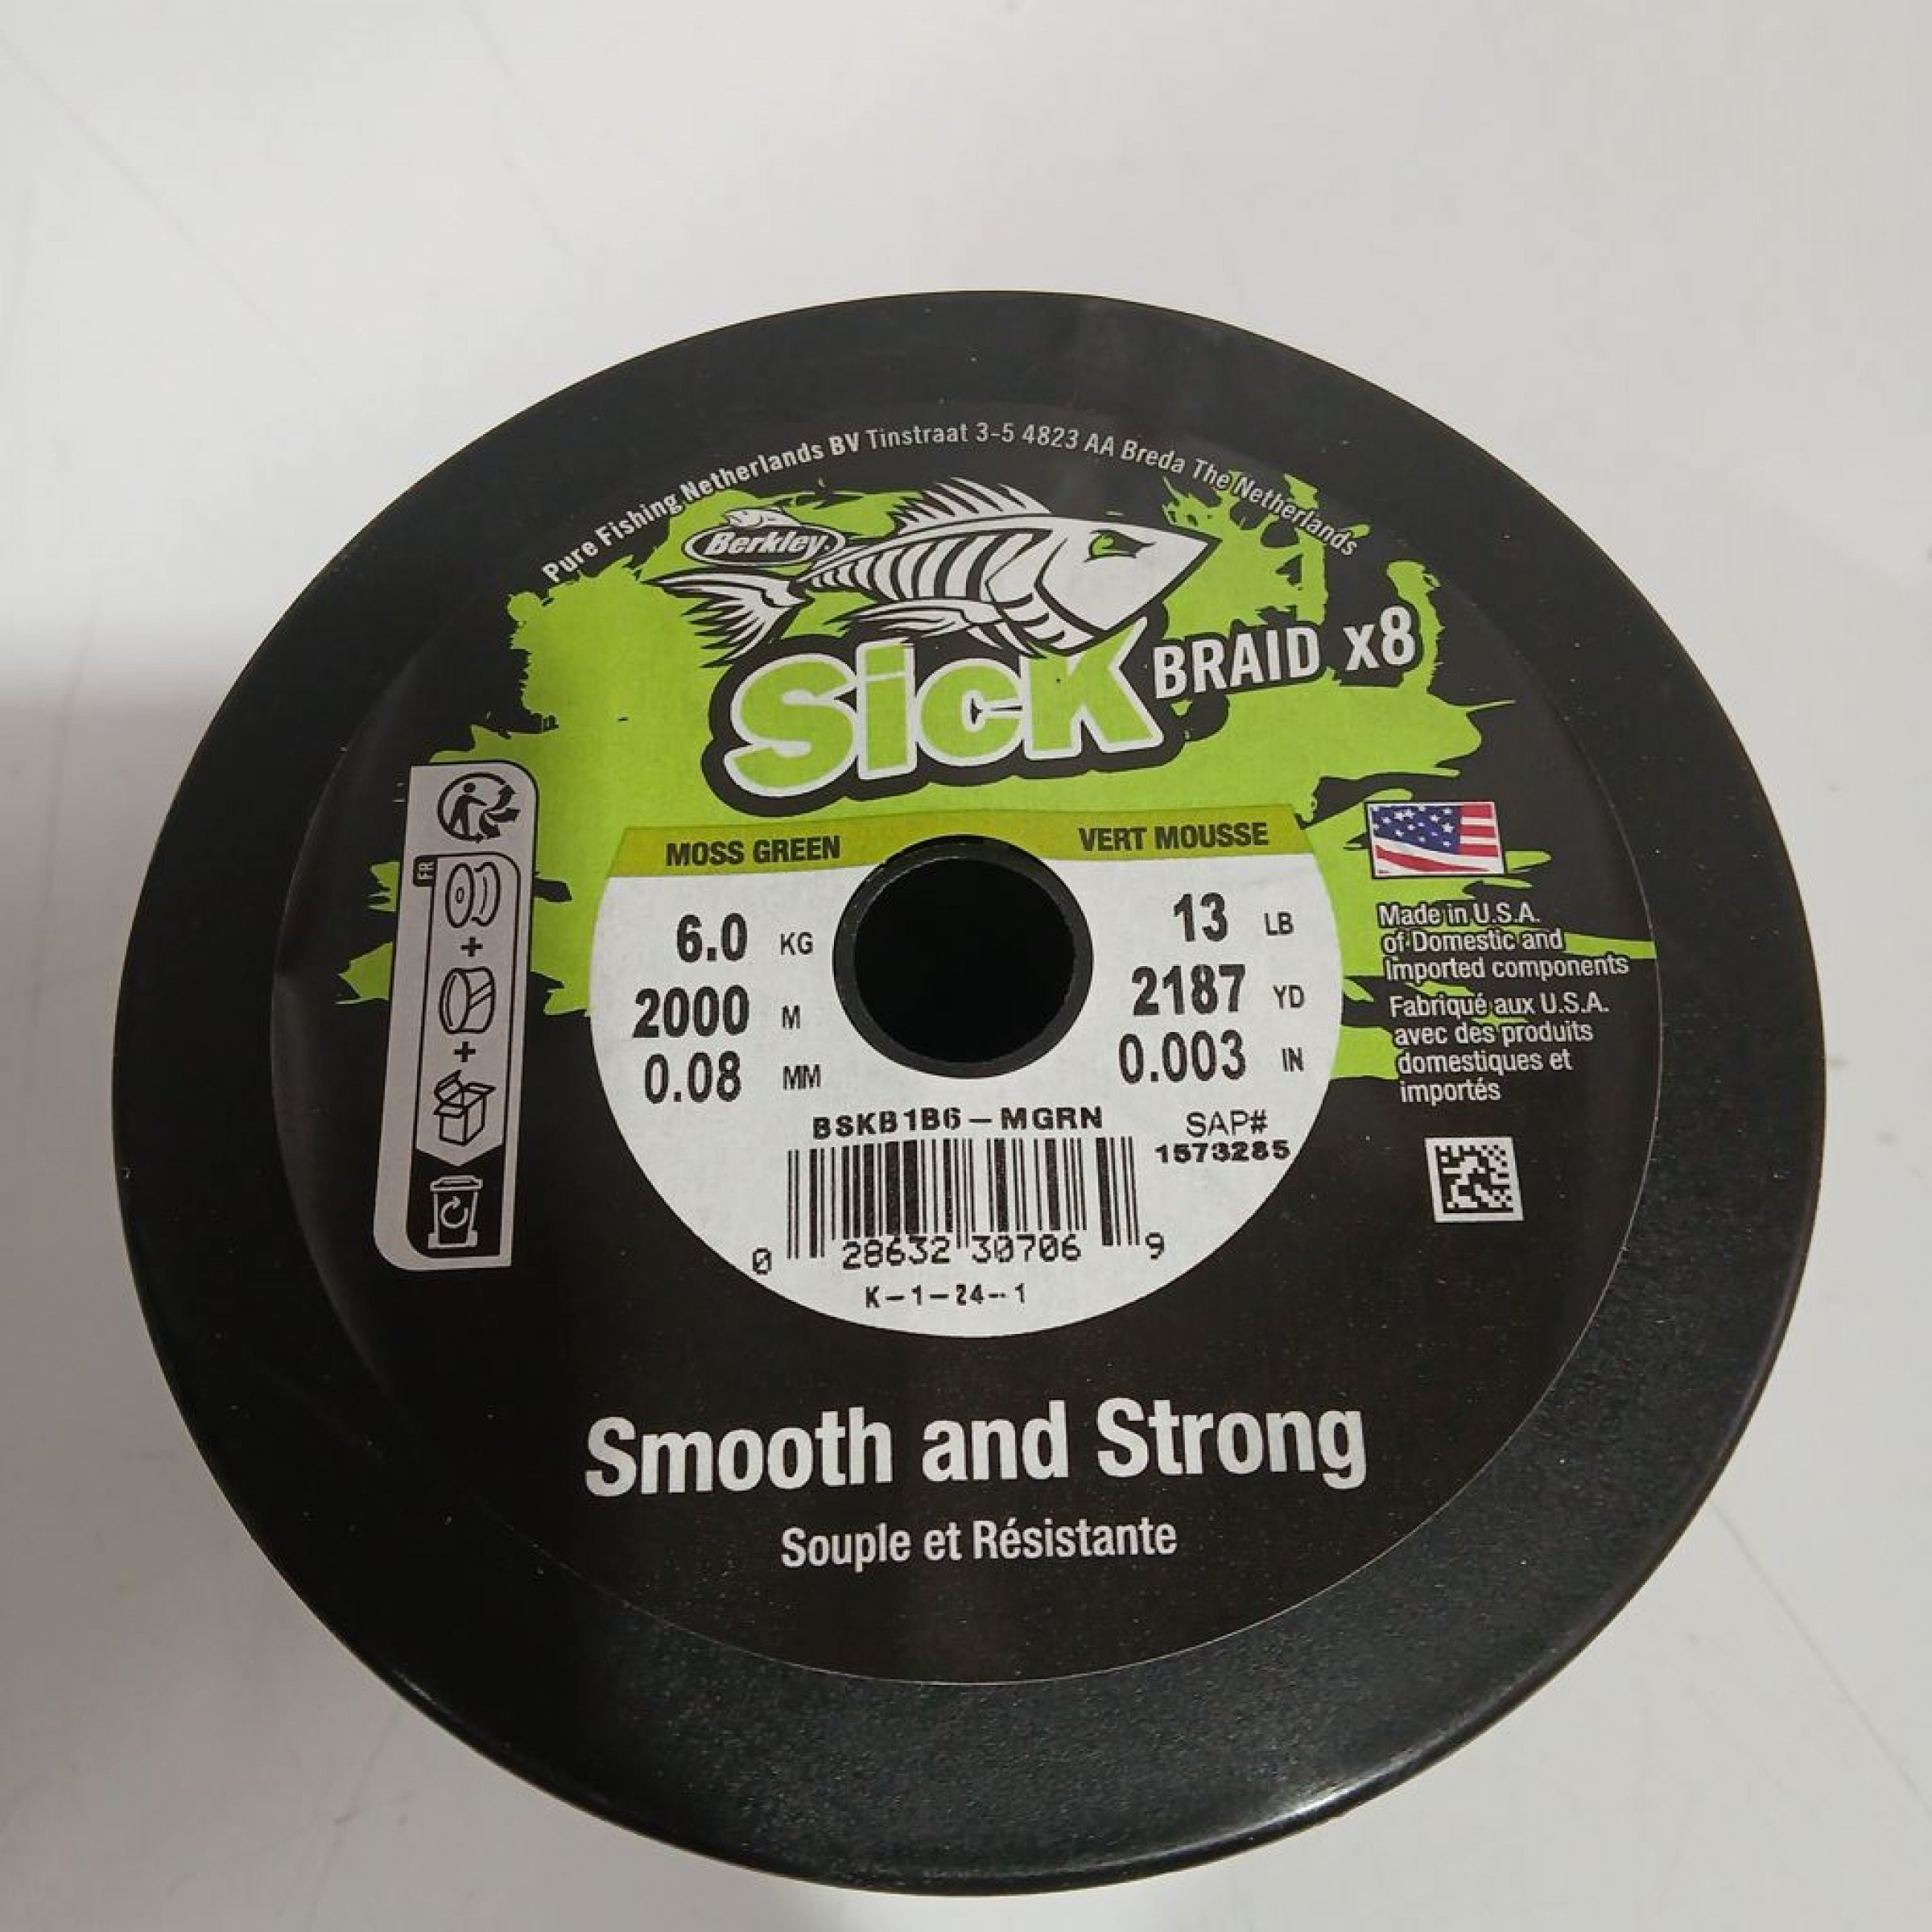 Pure Fishing Netherlands BV Tinstraat 3-5 4823 AA Breda The Netherlands
Berkley
Sick BRAID x8
MOSS GREEN
VERT MOUSSE
6.0 KG
2000 M
0.08 MM
13 LB
2187 YD
0.003 IN
BSKB1B6-MGRN
SAP#
1573285
0 28632 30706 9
K-1-24-1
FR
+
+
Made in U.S.A.
of Domestic and
Imported components
Fabriqué aux U.S.A.
avec des produits
domestiques et
importés
Smooth and Strong
Souple et Résistante